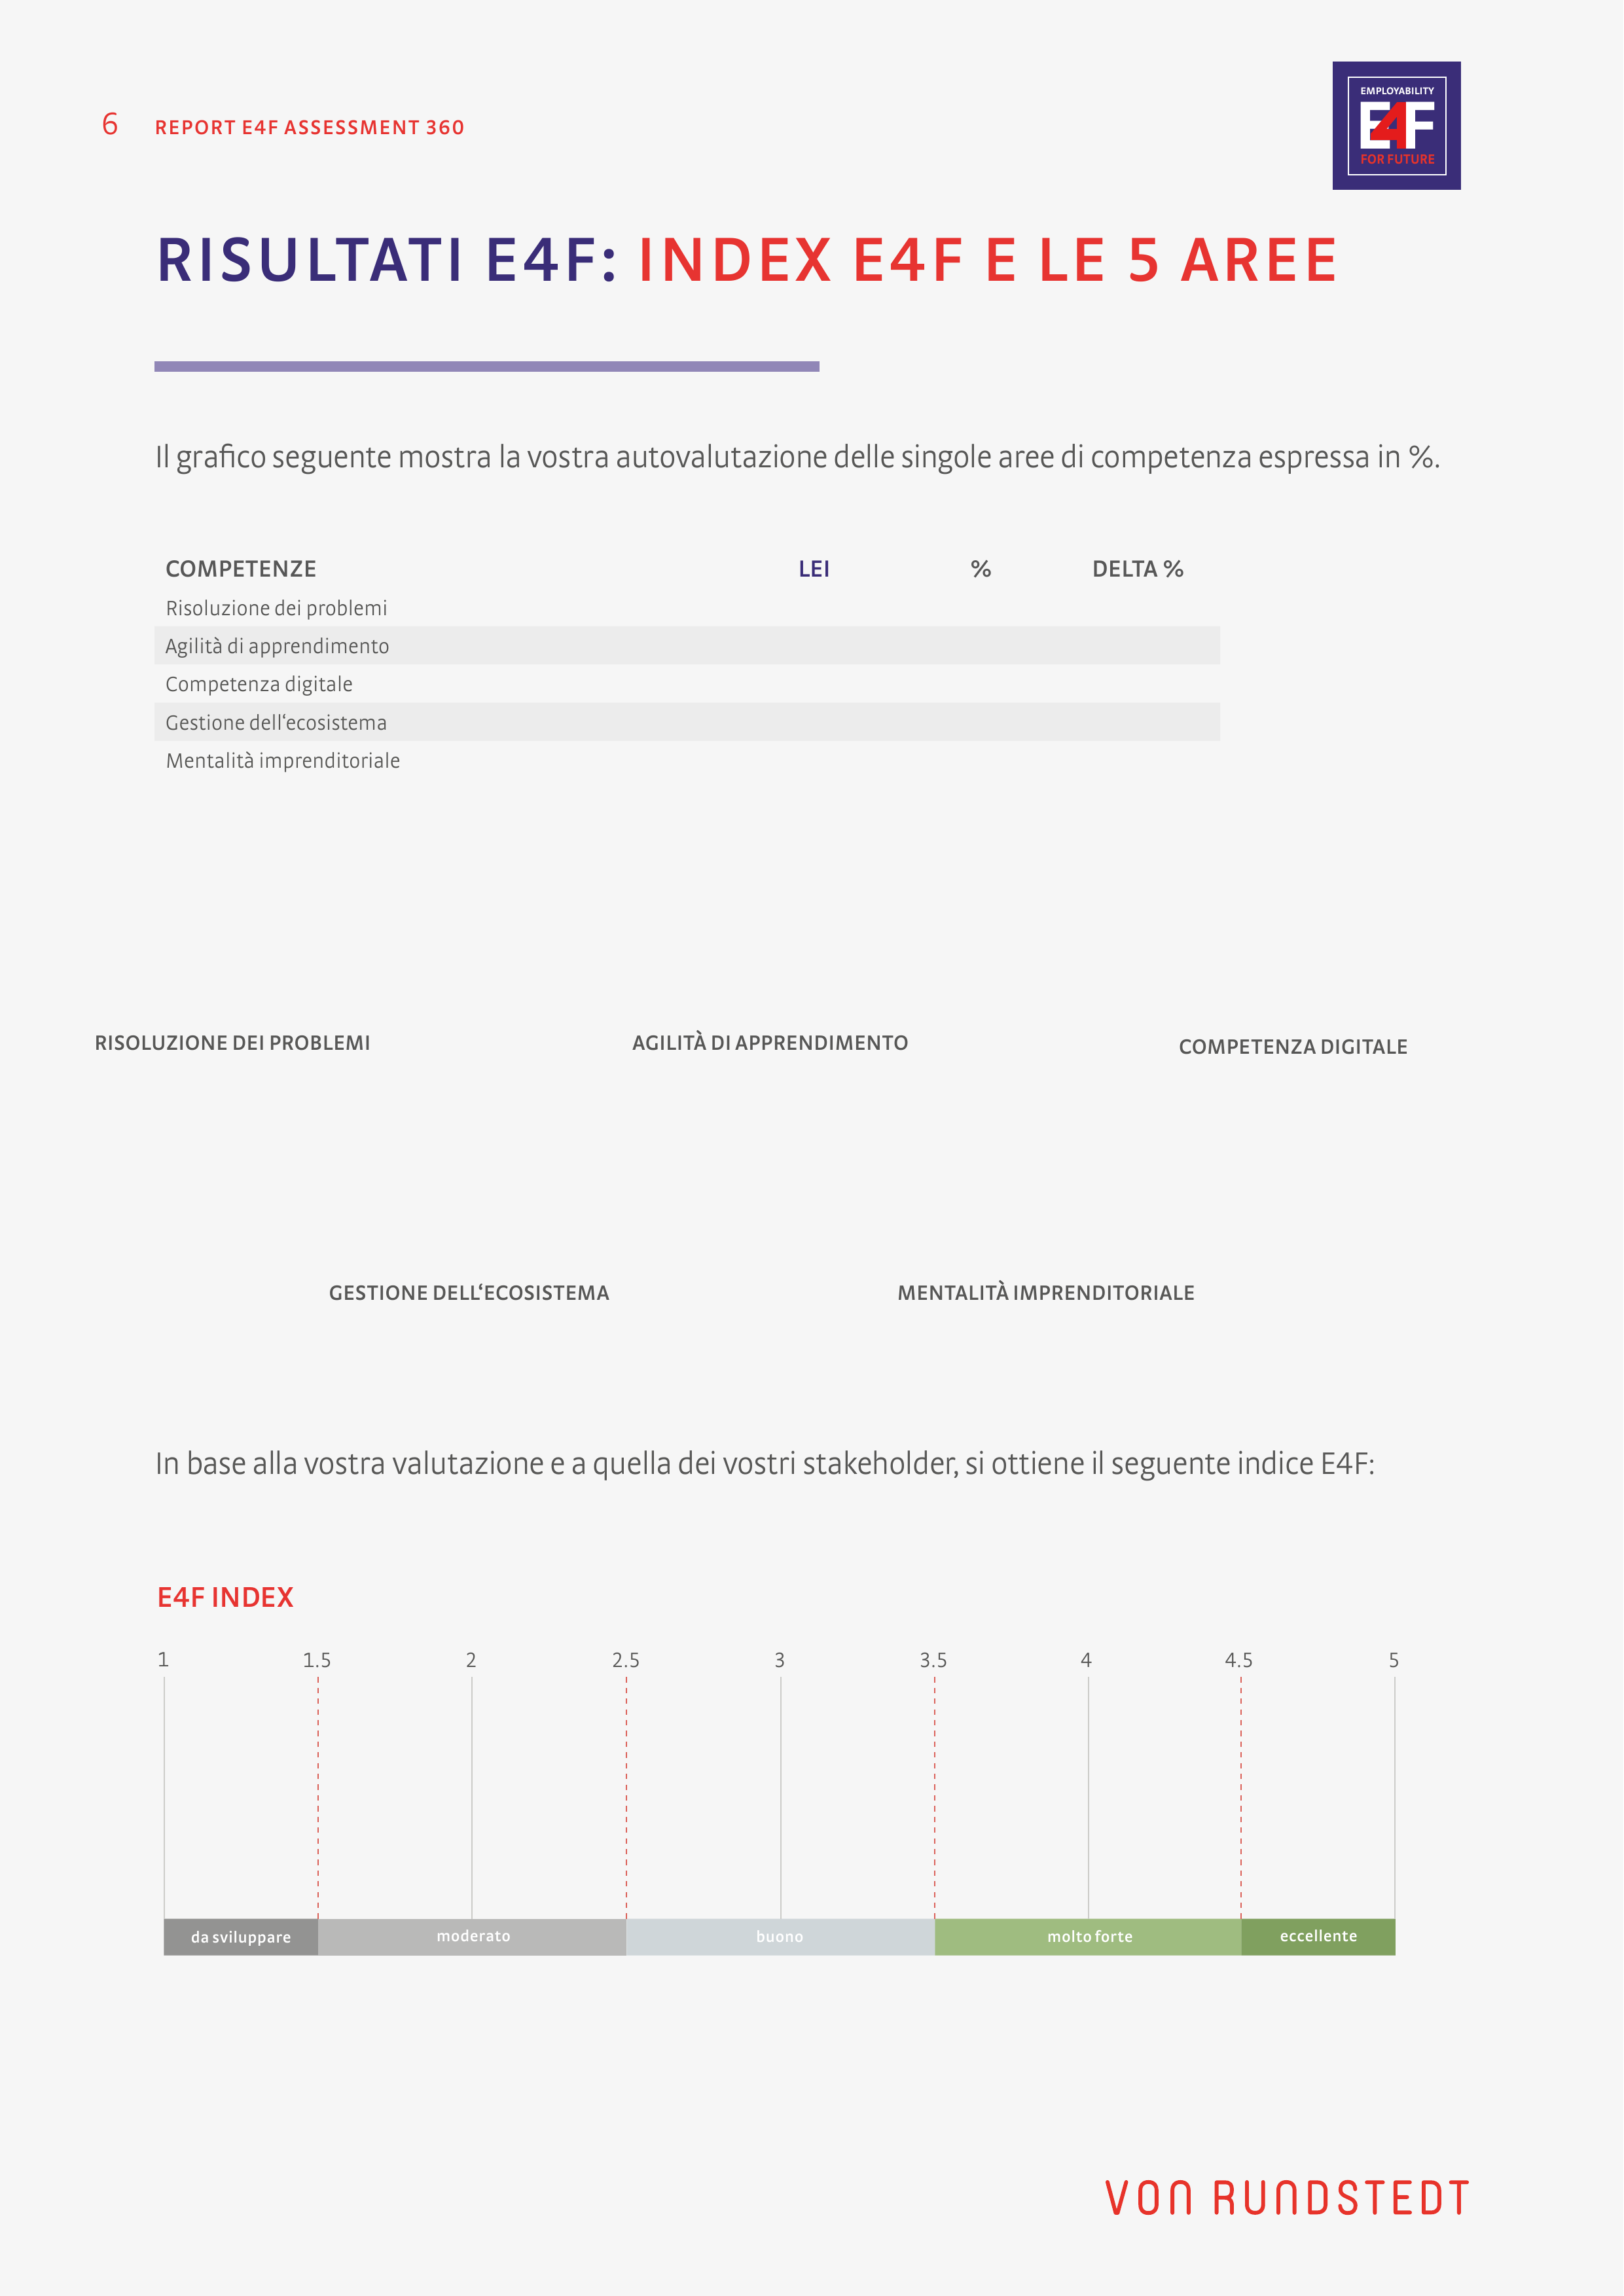 6 REPORT E4F ASSESSMENT 360
EMPLOYABILITY
E4F
FOR FUTURE
RISULTATI E4F: INDEX E4F E LE 5 AREE
Il grafico seguente mostra la vostra autovalutazione delle singole aree di competenza espressa in %.
COMPETENZE LEI % DELTA %
Risoluzione dei problemi
Agilità di apprendimento
Competenza digitale
Gestione dell‘ecosistema
Mentalità imprenditoriale
RISOLUZIONE DEI PROBLEMI AGILITÀ DI APPRENDIMENTO COMPETENZA DIGITALE
GESTIONE DELL‘ECOSISTEMA MENTALITÀ IMPRENDITORIALE
In base alla vostra valutazione e a quella dei vostri stakeholder, si ottiene il seguente indice E4F:
E4F INDEX
1 1.5 2 2.5 3 3.5 4 4.5 5
da sviluppare moderato buono molto forte eccellente
VON RUNDSTEDT